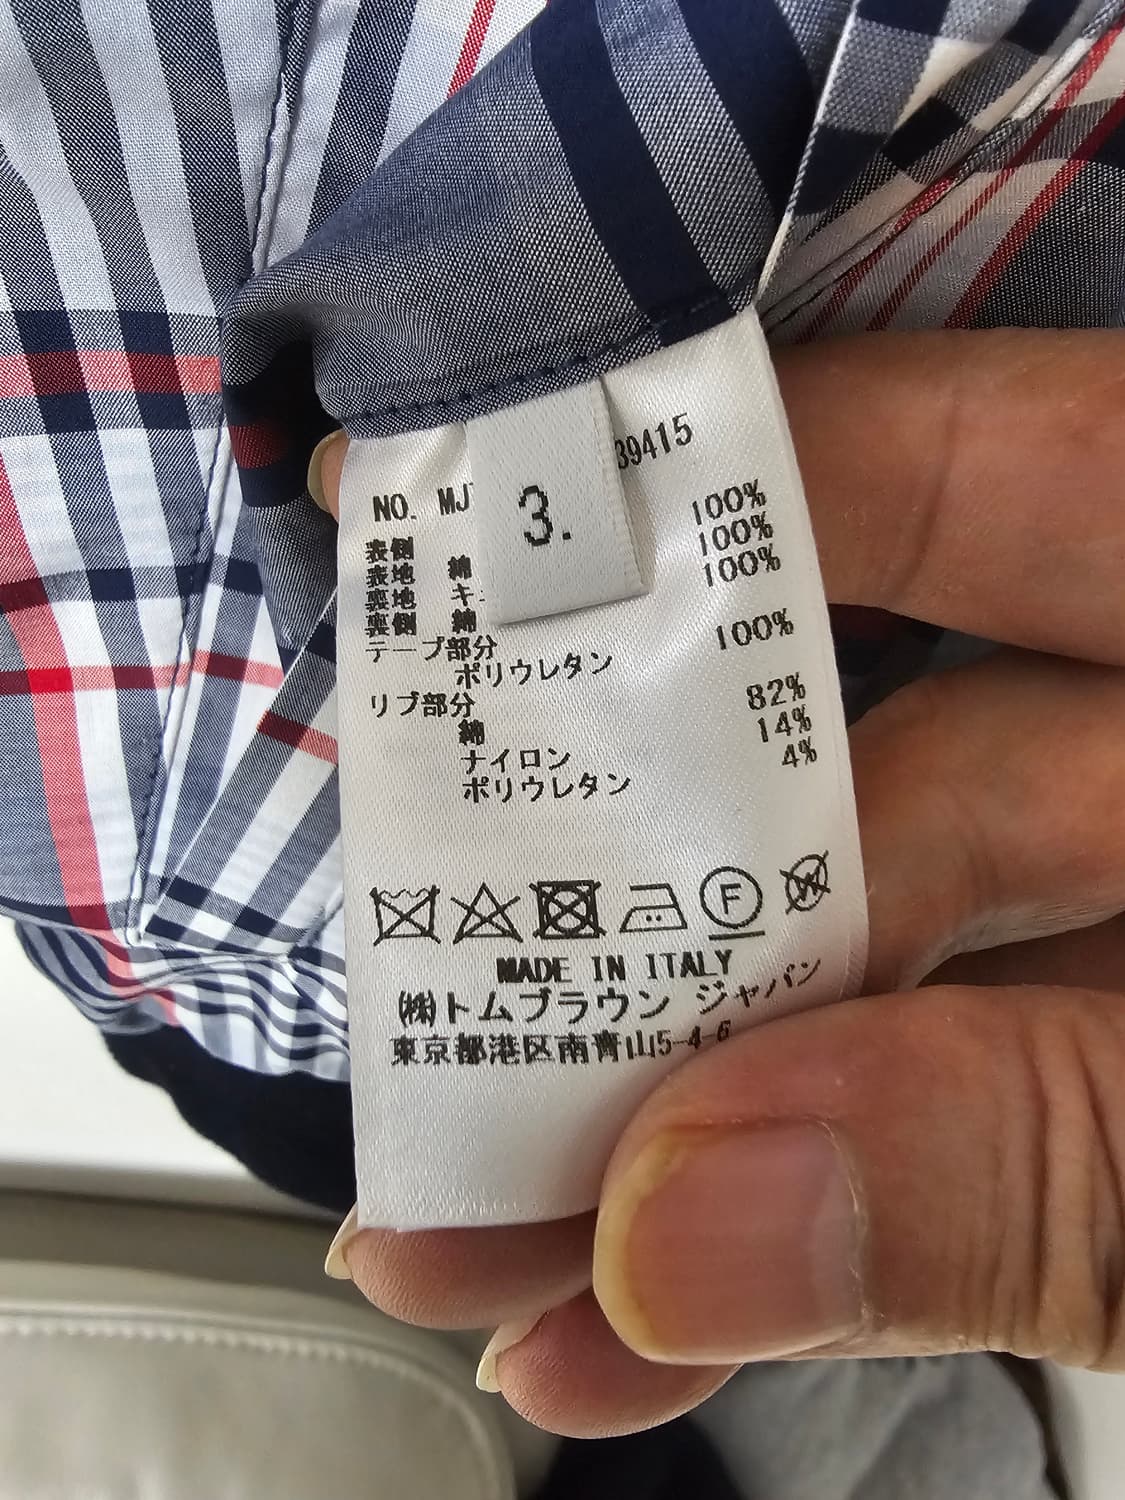 39415
NO. MJ
3.
表側
表地 綿 100%
裏地 100%
裏側 綿 100%
テープ部分
ポリウレタン 100%
リブ部分
綿 82%
ナイロン 14%
ポリウレタン 4%
F
W
MADE IN ITALY
㈱トムブラウン ジャパン
東京都港区南青山5-4-6